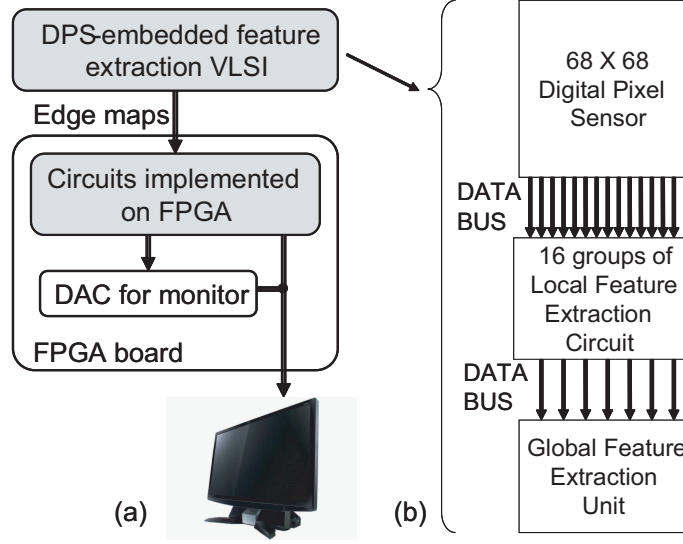 DPS-embedded feature
extraction VLSI
Edge maps
Circuits implemented
on FPGA
DAC for monitor
FPGA board
(a)
(b)
68 X 68
Digital Pixel
Sensor
DATA
BUS
16 groups of
Local Feature
Extraction
Circuit
DATA
BUS
Global Feature
Extraction
Unit